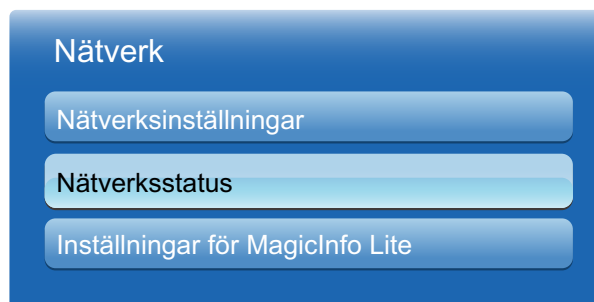 Nätverk
Nätverksinställningar
Nätverksstatus
Inställningar för MagicInfo Lite